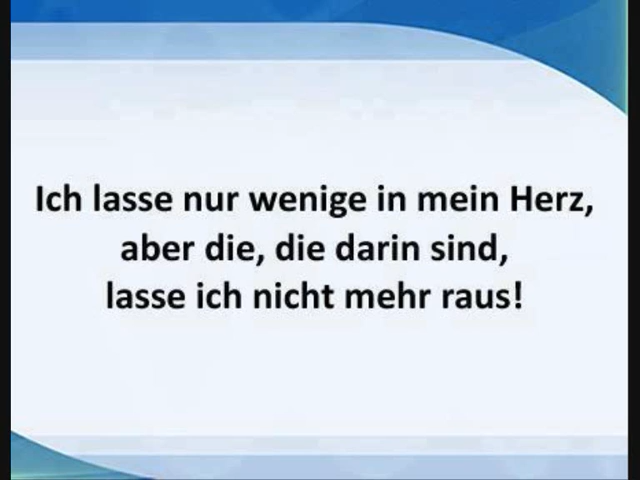 Ich lasse nur wenige in mein Herz,
aber die, die darin sind,
lasse ich nicht mehr raus!